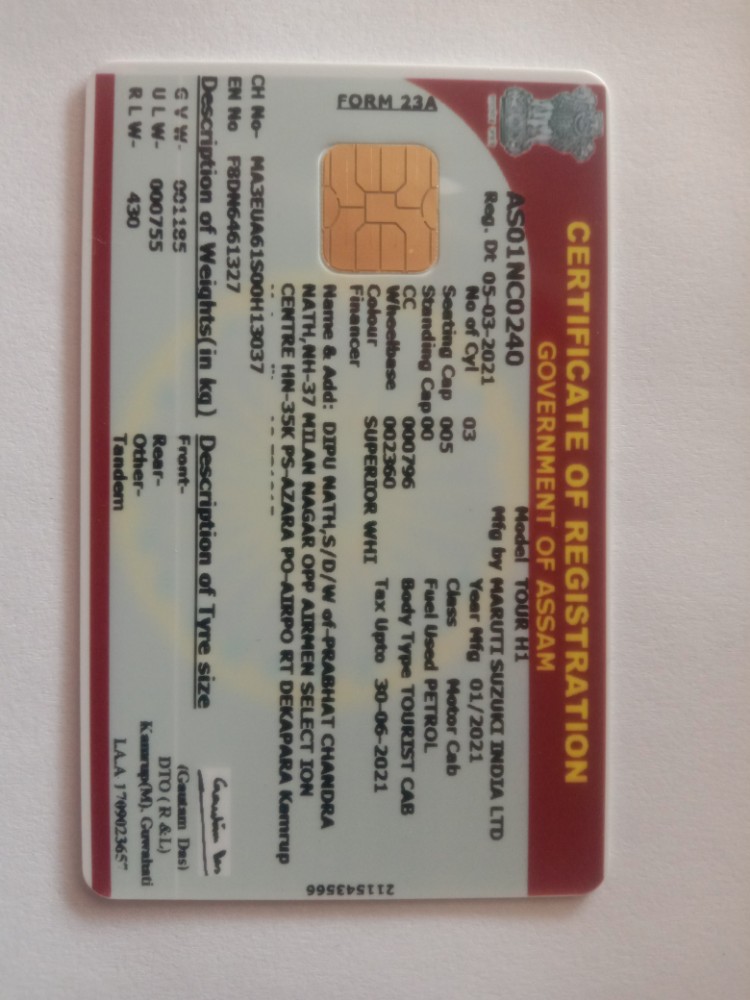 CERTIFICATE OF REGISTRATION
GOVERNMENT OF ASSAM
FORM 23A
AS01NC0240
Model TOUR H1
Reg. Dt 05-03-2021
Mfg by MARUTI SUZUKI INDIA LTD
No of Cyl 03
Year Mfg 01/2021
Seating Cap 005
Class Motor Cab
Standing Cap 00
Fuel Used PETROL
CC 000796
Body Type TOURIST CAB
Wheelbase 002360
Tax Upto 30-06-2021
Colour SUPERIOR WHI
Financer
Name & Add: DIPU NATH,S/D/W of-PRABHAT CHANDRA
NATH,NH-37 MILAN NAGAR OPP AIRMEN SELECT ION
CENTRE HN-35K PS-AZARA PO-AIRPO RT DEKAPARA Kamrup
CH No- MA3EUA61S00H13037
EN No F8DN6461327
Description of Weights(in kg) Description of Tyre size
G V W- 001185 Front-
U L W- 000755 Rear-
R L W- 430 Other-
Tandem
(Gautam Das)
DTO ( R &L)
Kamrup(M). Guwahati
211543566